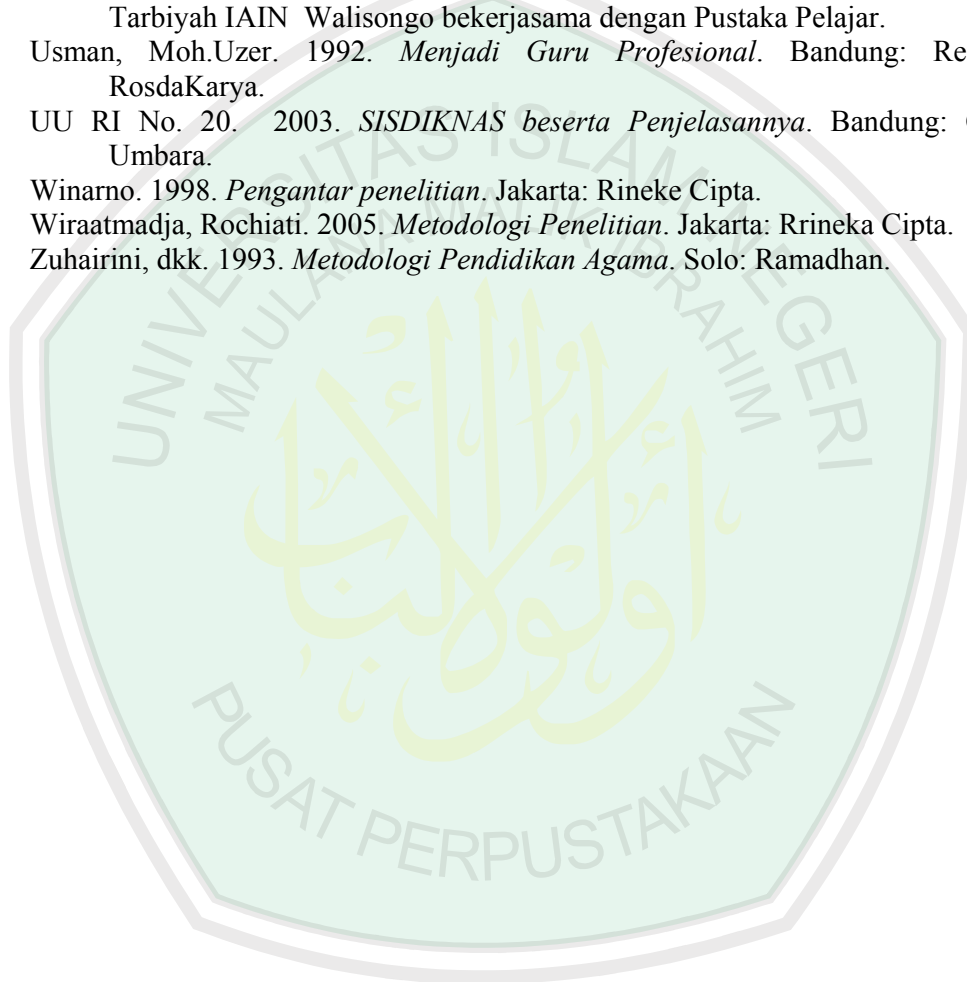 Tarbiyah IAIN Walisongo bekerjasama dengan Pustaka Pelajar.
Usman, Moh.Uzer. 1992. Menjadi Guru Profesional. Bandung: Re
RosdaKarya.
UU RI No. 20. 2003. SISDIKNAS beserta Penjelasannya. Bandung:
Umbara.
Winarno. 1998. Pengantar penelitian. Jakarta: Rineke Cipta.
Wiraatmadja, Rochiati. 2005. Metodologi Penelitian. Jakarta: Rrineka Cipta.
Zuhairini, dkk. 1993. Metodologi Pendidikan Agama. Solo: Ramadhan.
UNIVERSITAS ISLAM NEGERI
MAULANA MALIK IBRAHIM
أولو الألباب
PUSAT PERPUSTAKAAN